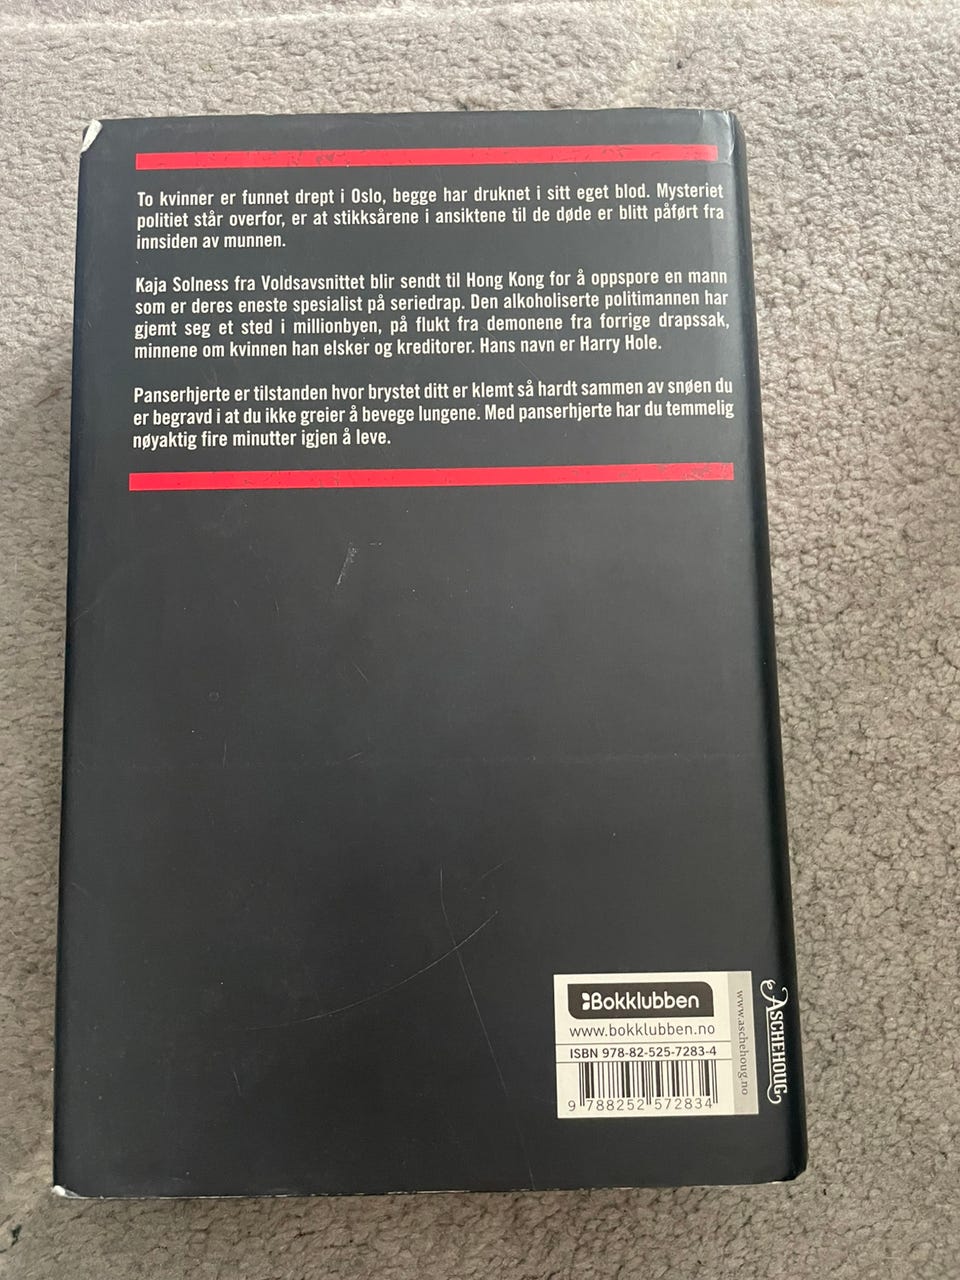 To kvinner er funnet drept i Oslo, begge har druknet i sitt eget blod. Mysteriet
politiet står overfor, er at stikksårene i ansiktene til de døde er blitt påført fra
innsiden av munnen.
Kaja Solness fra Voldsavsnittet blir sendt til Hong Kong for å oppspore en mann
som er deres eneste spesialist på seriedrap. Den alkoholiserte politimannen har
gjemt seg et sted i millionbyen, på flukt fra demonene fra forrige drapssak,
minnene om kvinnen han elsker og kreditorer. Hans navn er Harry Hole.
Panserhjerte er tilstanden hvor brystet ditt er klemt så hardt sammen av snøen du
er begravd i at du ikke greier å bevege lungene. Med panserhjerte har du temmelig
nøyaktig fire minutter igjen å leve.
Bokklubben
www.bokklubben.no
ISBN 978-82-525-7283-4
9 788252 572834
www.aschehoug.no
ASCHEHOUG